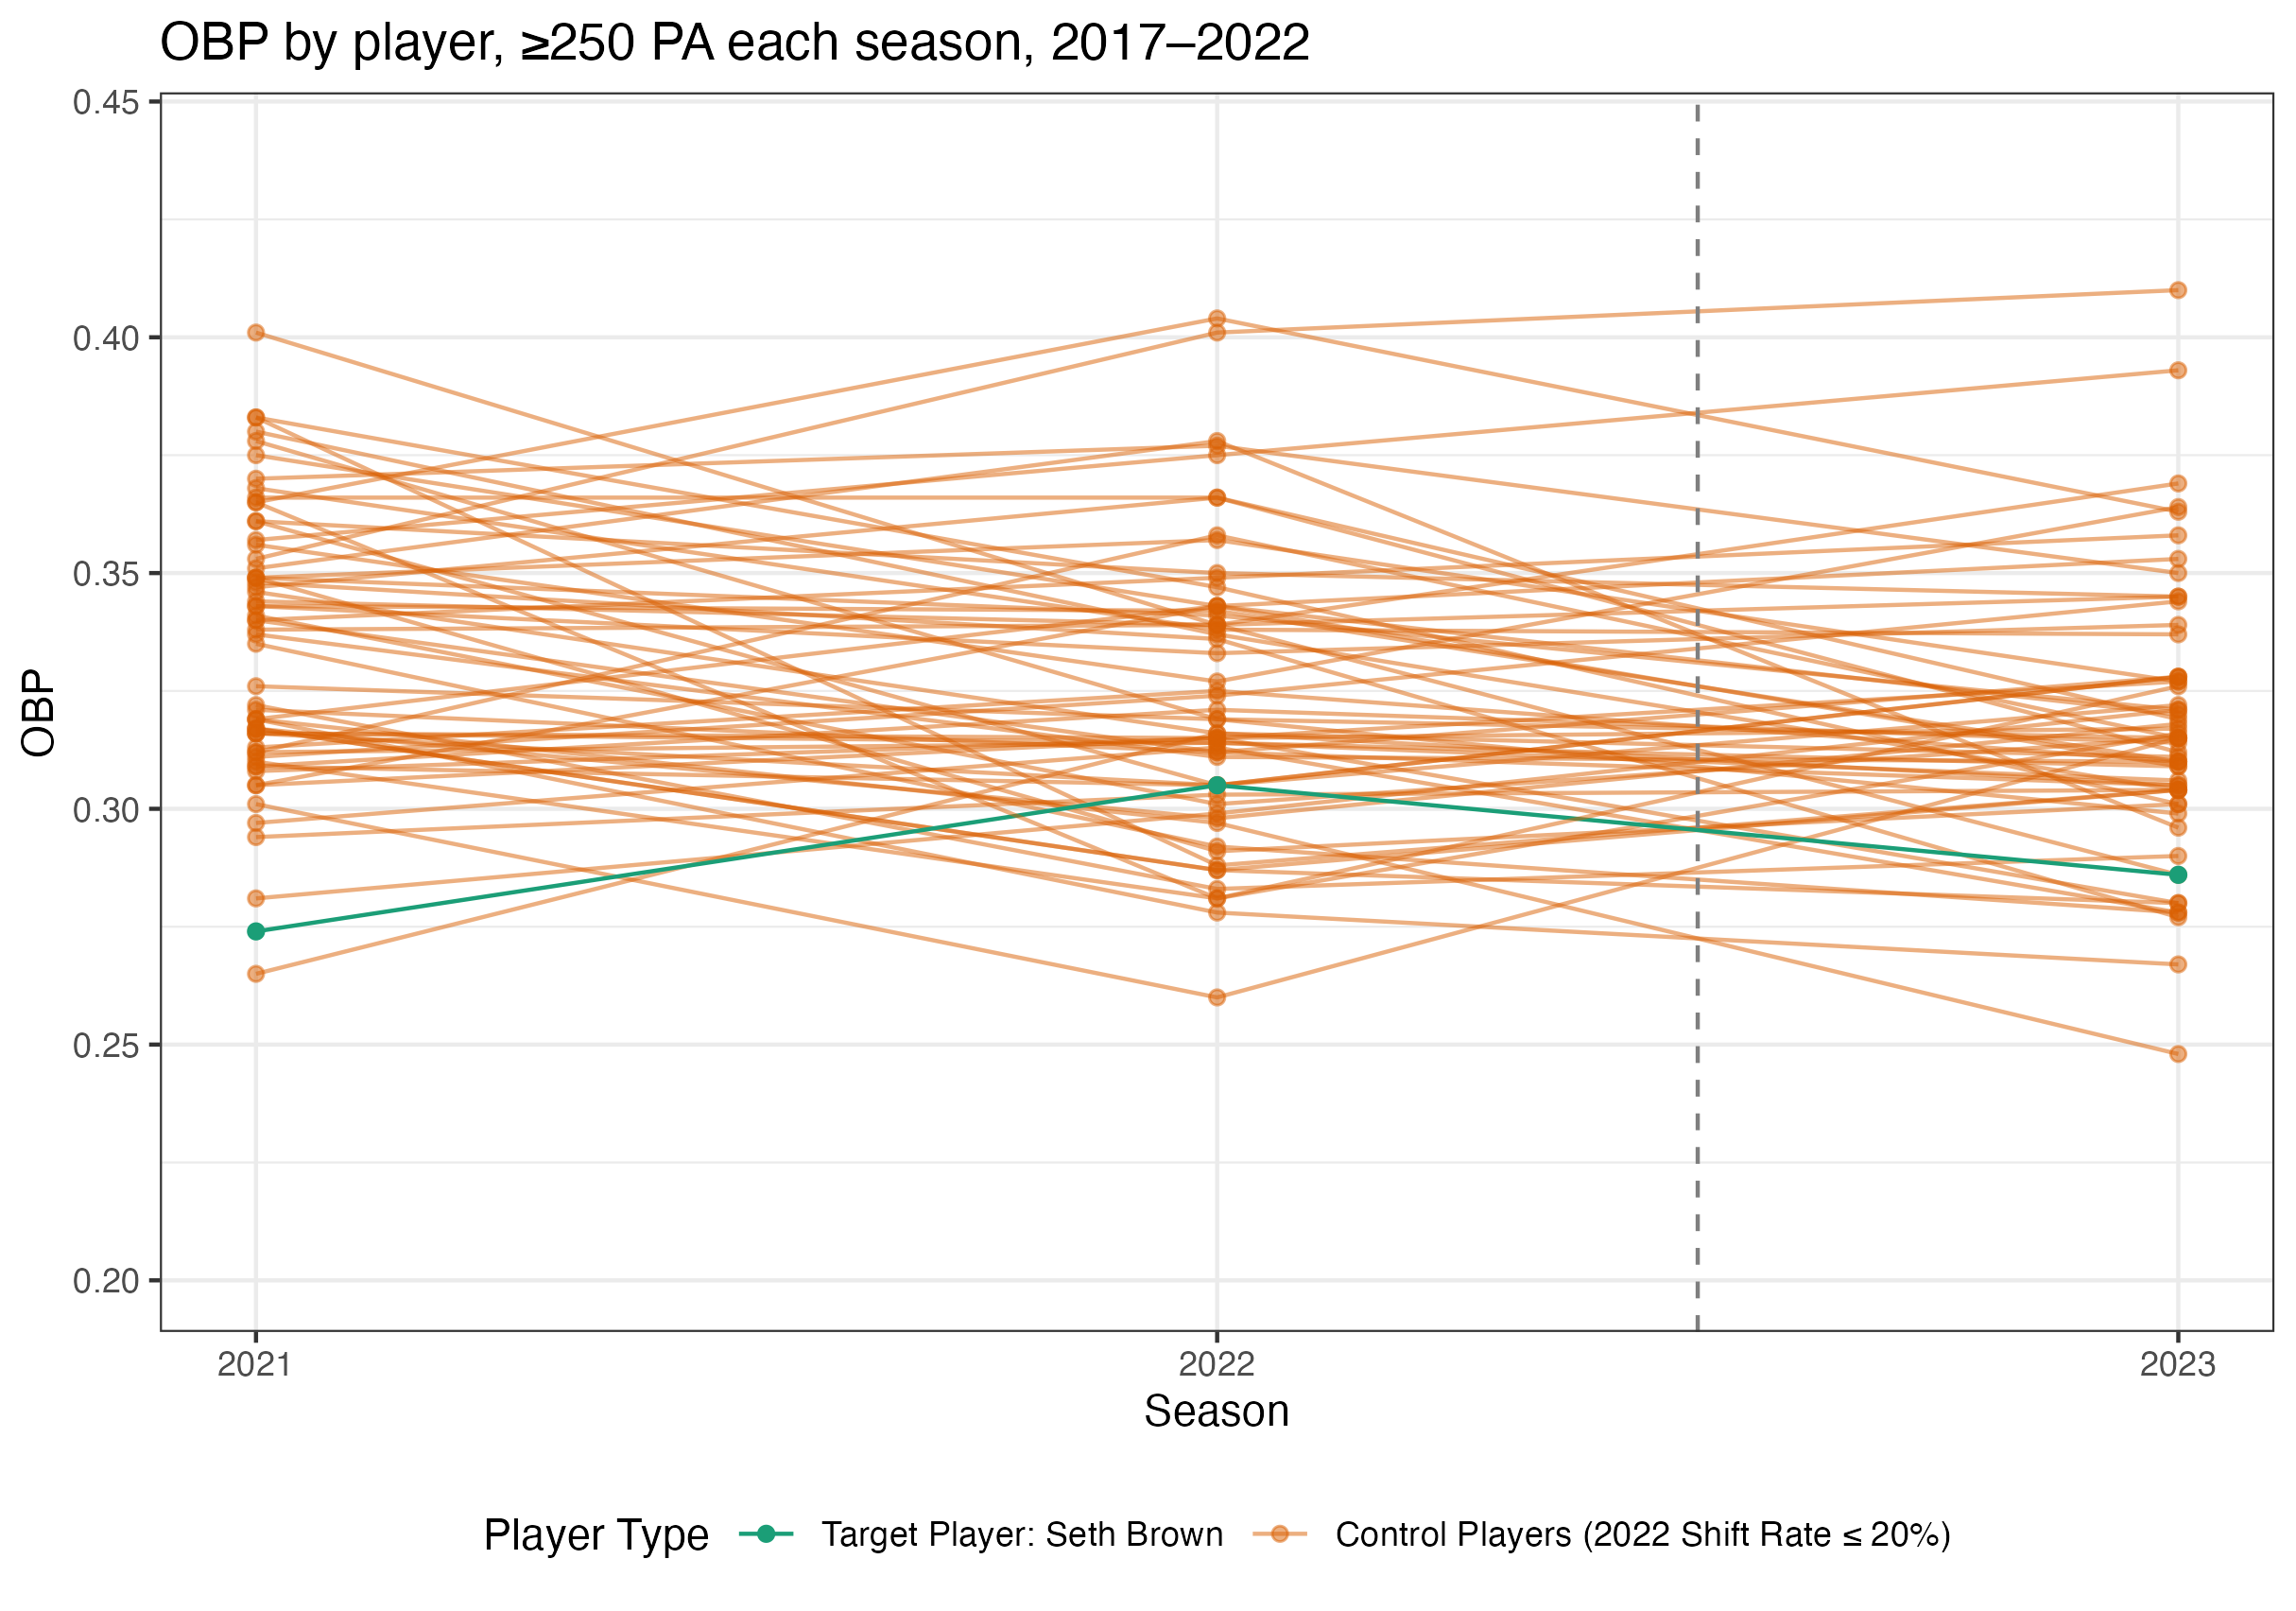 OBP by player, ≥250 PA each season, 2017–2022
0.45
0.40
0.35
0.30
0.25
0.20
OBP
2021
2022
2023
Season
Player Type
Target Player: Seth Brown
Control Players (2022 Shift Rate ≤ 20%)